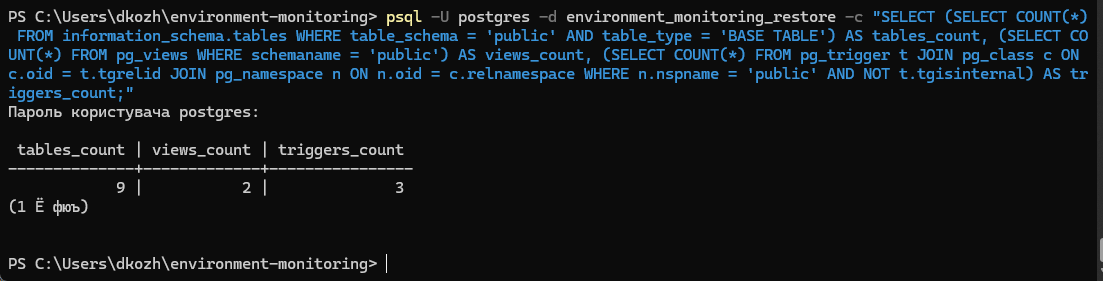 PS C:\Users\dkozh\environment-monitoring> psql -U postgres -d environment_monitoring_restore -c "SELECT (SELECT COUNT(*)
 FROM information_schema.tables WHERE table_schema = 'public' AND table_type = 'BASE TABLE') AS tables_count, (SELECT CO
UNT(*) FROM pg_views WHERE schemaname = 'public') AS views_count, (SELECT COUNT(*) FROM pg_trigger t JOIN pg_class c ON
c.oid = t.tgrelid JOIN pg_namespace n ON n.oid = c.relnamespace WHERE n.nspname = 'public' AND NOT t.tgisinternal) AS tr
iggers_count;"
Пароль користувача postgres:
 tables_count | views_count | triggers_count
--------------+-------------+----------------
            9 |           2 |              3
(1 Ё фюъ)
PS C:\Users\dkozh\environment-monitoring>